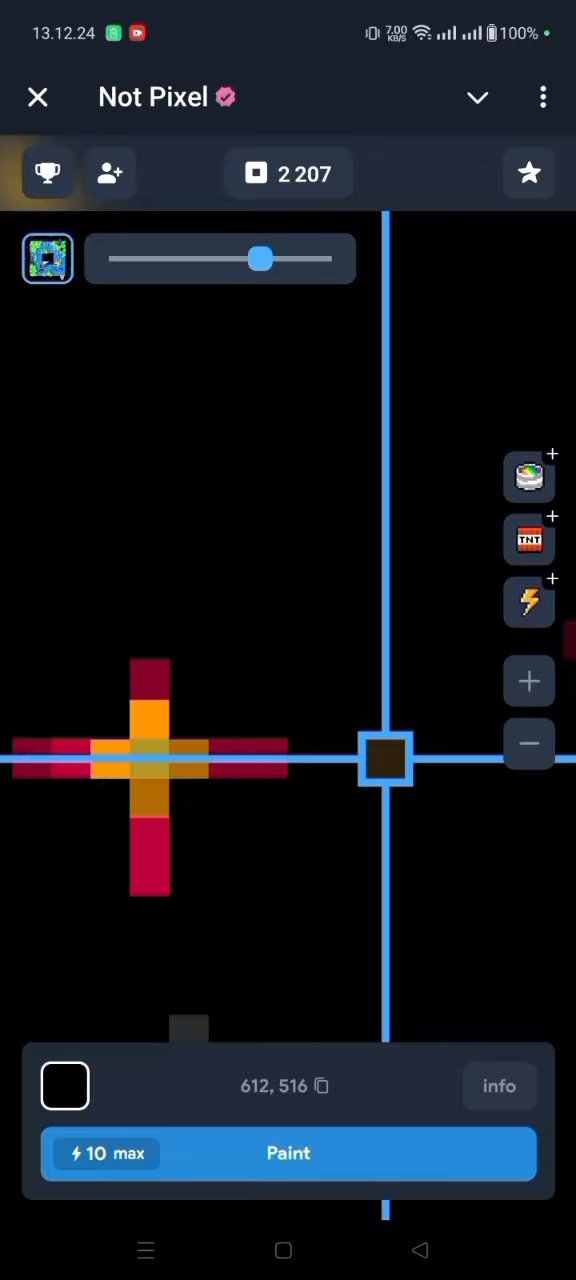 13.12.24 7.00 KB/S 100%
Not Pixel
2 207
TNT
612, 516 info
10 max Paint